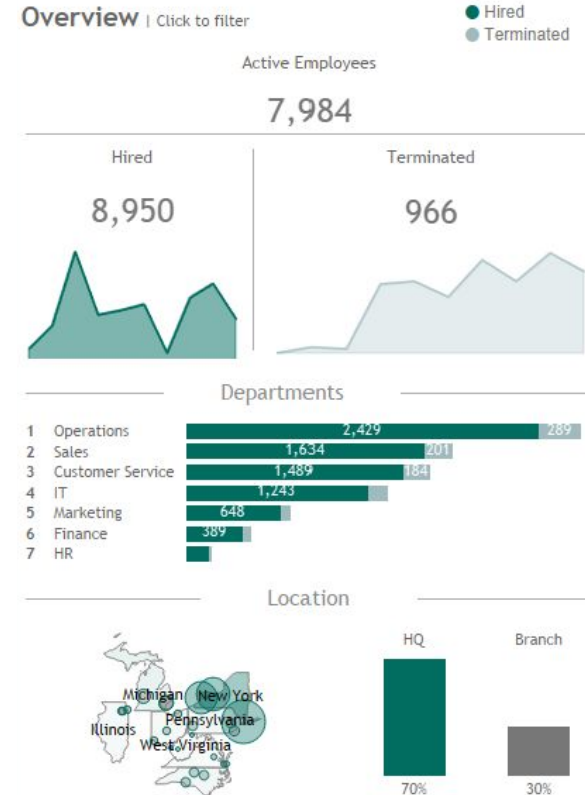 Overview | Click to filter
Hired
Terminated
Active Employees
7,984
Hired
8,950
Terminated
966
Departments
1 Operations 2,429 289
2 Sales 1,634 201
3 Customer Service 1,489 184
4 IT 1,243
5 Marketing 648
6 Finance 389
7 HR
Location
Michigan
New York
Pennsylvania
Illinois
West Virginia
HQ
Branch
70%
30%